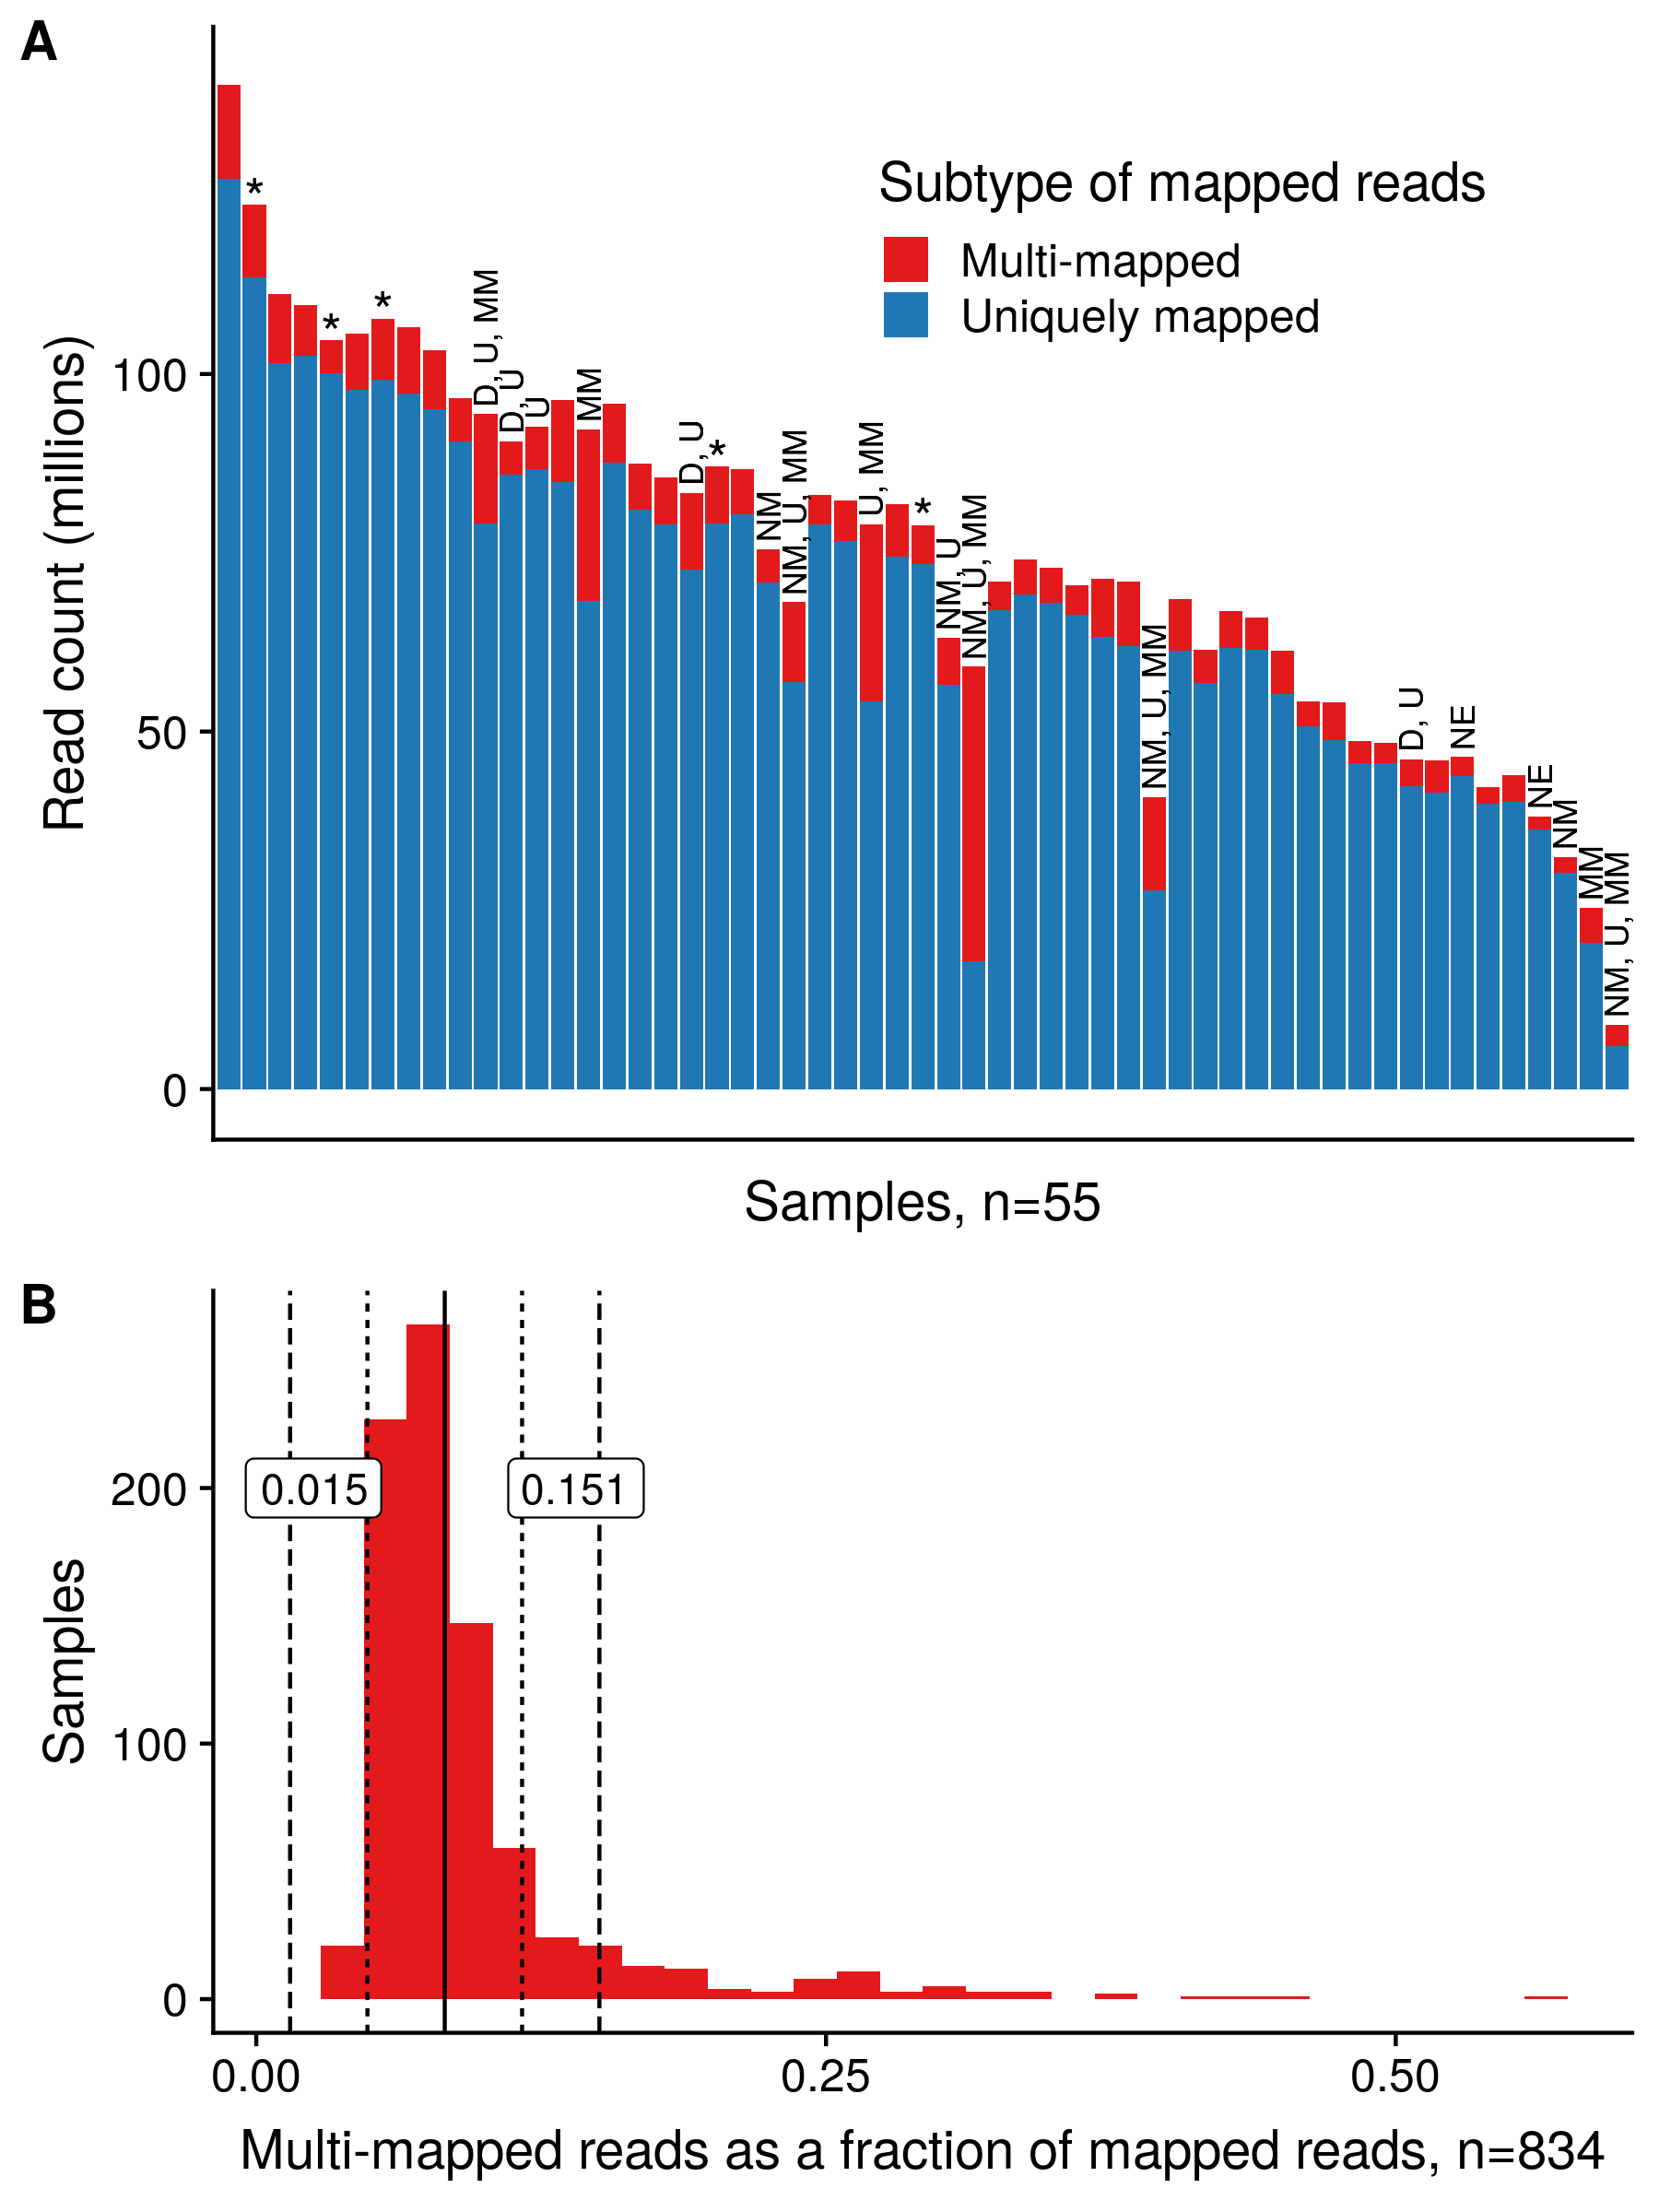 A
Read count (millions)
100
50
0
Subtype of mapped reads
Multi-mapped
Uniquely mapped
*
*
*
D, U, MM
D, U
U
MM
D, U
*
NM
NM, U, MM
U, MM
*
NM, U
NM, U, MM
NM, U, MM
D, U
NE
NE
NM
MM
NM, U, MM
Samples, n=55
B
Samples
200
100
0
0.015
0.151
0.00
0.25
0.50
Multi-mapped reads as a fraction of mapped reads, n=834